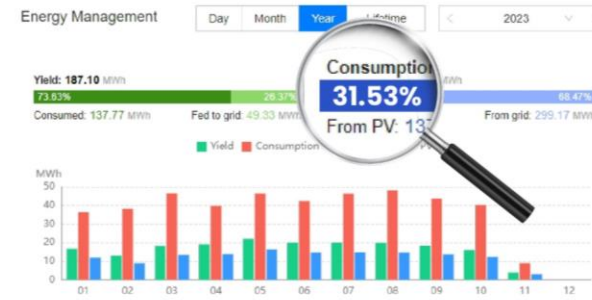 Energy Management
Day Month Year Lifetime < 2023
Yield: 187.10 MWh
Consumption MWh
73.63% 26.37% 31.53% 68.47%
Consumed: 137.77 MWh Fed to grid: 49.33 MWh From PV: 137 From grid: 299.17 MWh
Yield Consumption
MWh
50
40
30
20
10
0
01 02 03 04 05 06 07 08 09 10 11 12